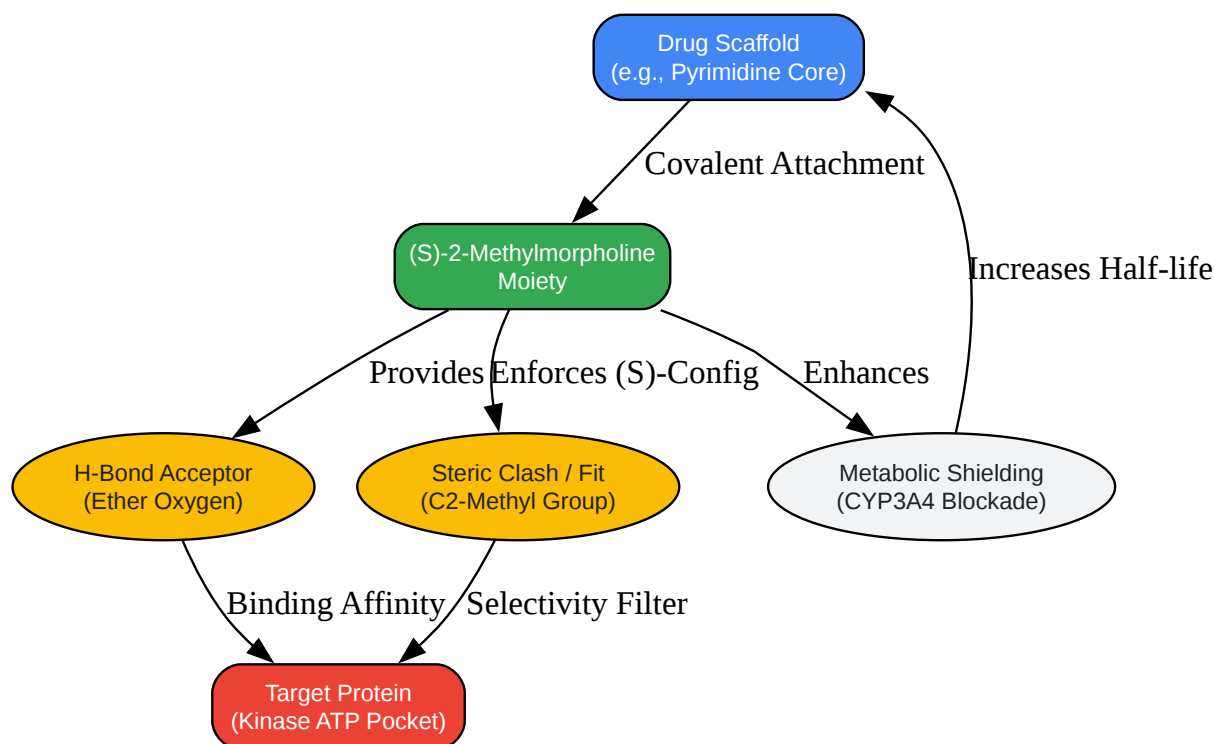 Drug Scaffold
(e.g., Pyrimidine Core)
Covalent Attachment
(S)-2-Methylmorpholine
Moiety
Increases Half-life
Provides
Enforces (S)-Config
Enhances
H-Bond Acceptor
(Ether Oxygen)
Steric Clash / Fit
(C2-Methyl Group)
Metabolic Shielding
(CYP3A4 Blockade)
Binding Affinity
Selectivity Filter
Target Protein
(Kinase ATP Pocket)